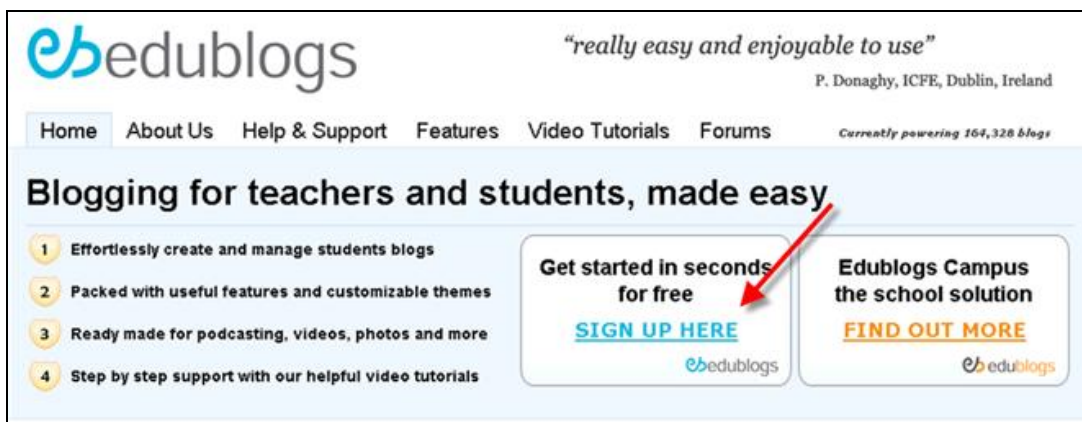 edublogs
“really easy and enjoyable to use”
P. Donaghy, ICFE, Dublin, Ireland
Home About Us Help & Support Features Video Tutorials Forums Currently powering 164,328 blogs
Blogging for teachers and students, made easy
1 Effortlessly create and manage students blogs
2 Packed with useful features and customizable themes
3 Ready made for podcasting, videos, photos and more
4 Step by step support with our helpful video tutorials
Get started in seconds
for free
SIGN UP HERE
edublogs
Edublogs Campus
the school solution
FIND OUT MORE
edublogs